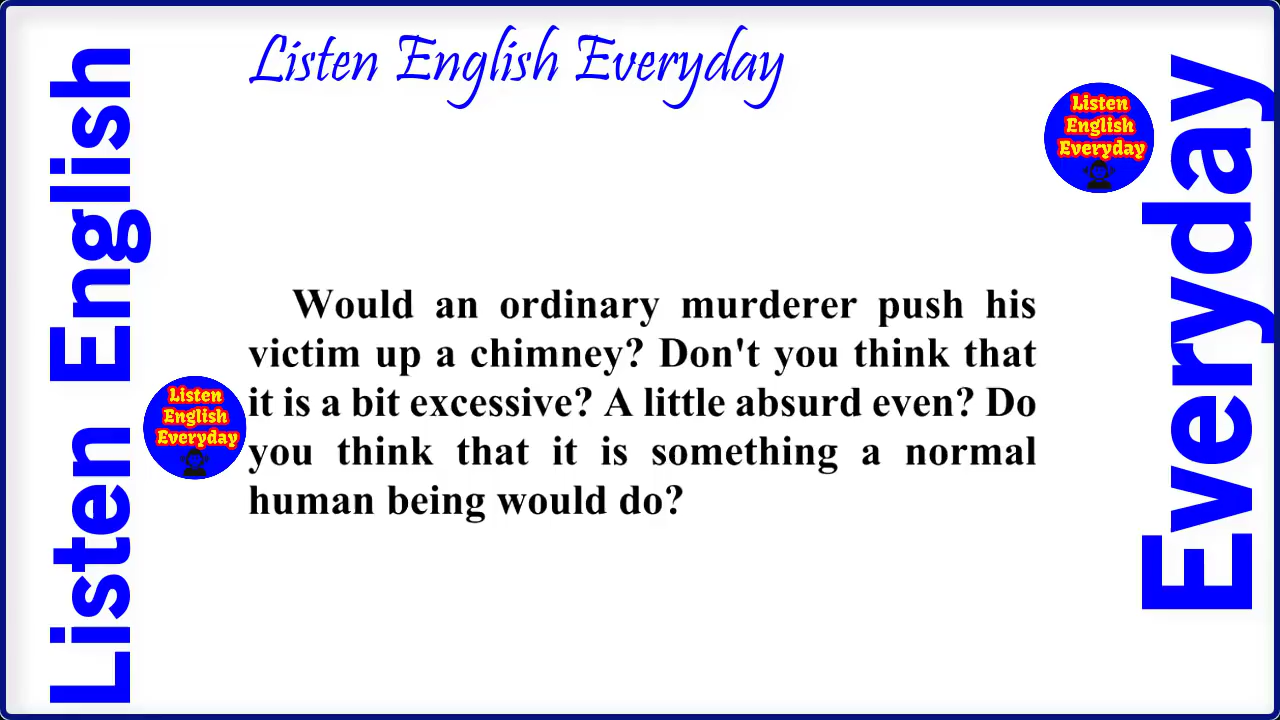 Listen English Everyday
Listen English
Everyday
Listen
English
Everyday
Listen
English
Everyday
Would an ordinary murderer push his
victim up a chimney? Don't you think that
it is a bit excessive? A little absurd even? Do
you think that it is something a normal
human being would do?